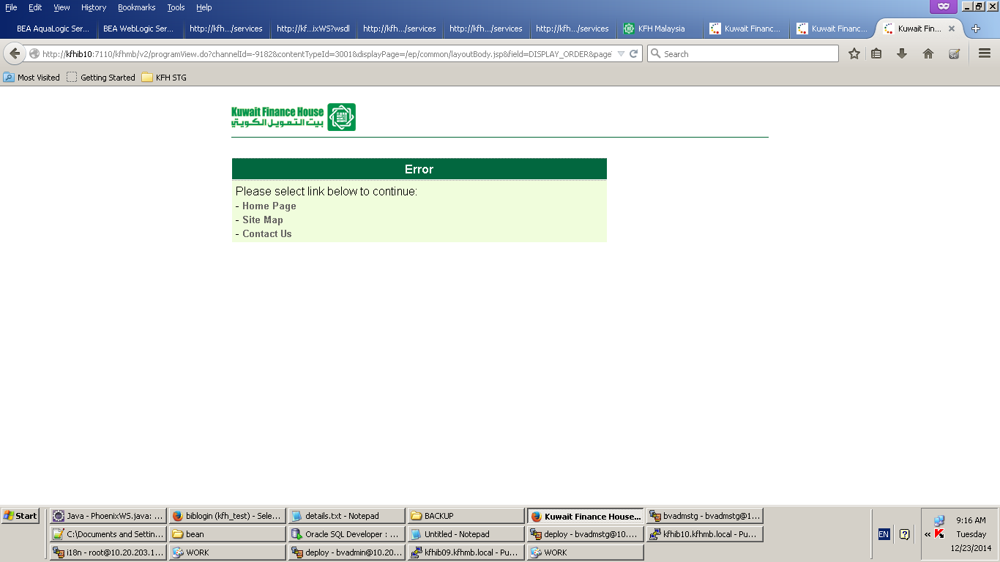 File Edit View History Bookmarks Tools Help
BEA AquaLogic Ser... BEA WebLogic Serv... http://kfh.../services http://kf...ixWS?wsdl http://kfh.../services http://kfh.../services http://kfh.../services KFH Malaysia Kuwait Financ... Kuwait Financ... Kuwait Fin...
http://kfhib10:7110/kfhmb/v2/programView.do?channelId=-9182&contentTypeId=3001&displayPage=/ep/common/layoutBody.jsp&field=DISPLAY_ORDER&page Search
Most Visited Getting Started KFH STG
Kuwait Finance House
بيت التمويل الكويتي
Error
Please select link below to continue:
- Home Page
- Site Map
- Contact Us
Start Java - PhoenixWS.java: ... biblogin (kfh_test) - Sele... details.txt - Notepad BACKUP Kuwait Finance House... bvadmstg - bvadmstg@1... 9:16 AM
C:\Documents and Settin... bean Oracle SQL Developer : ... Untitled - Notepad deploy - bvadmstg@10.... kfhib10.kfhmb.local - Pu... EN « Tuesday
i18n - root@10.20.203.1... WORK deploy - bvadmin@10.20... kfhib09.kfhmb.local - Pu... WORK 12/23/2014